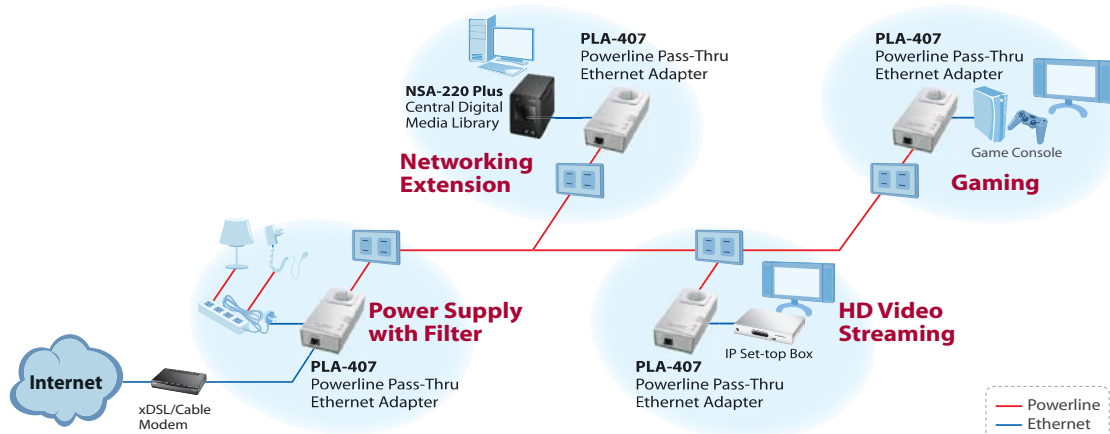 PLA-407
Powerline Pass-Thru
Ethernet Adapter
NSA-220 Plus
Central Digital
Media Library
Networking
Extension
PLA-407
Powerline Pass-Thru
Ethernet Adapter
Game Console
Gaming
Power Supply
with Filter
PLA-407
Powerline Pass-Thru
Ethernet Adapter
HD Video
Streaming
IP Set-top Box
PLA-407
Powerline Pass-Thru
Ethernet Adapter
Internet
xDSL/Cable
Modem
Powerline
Ethernet